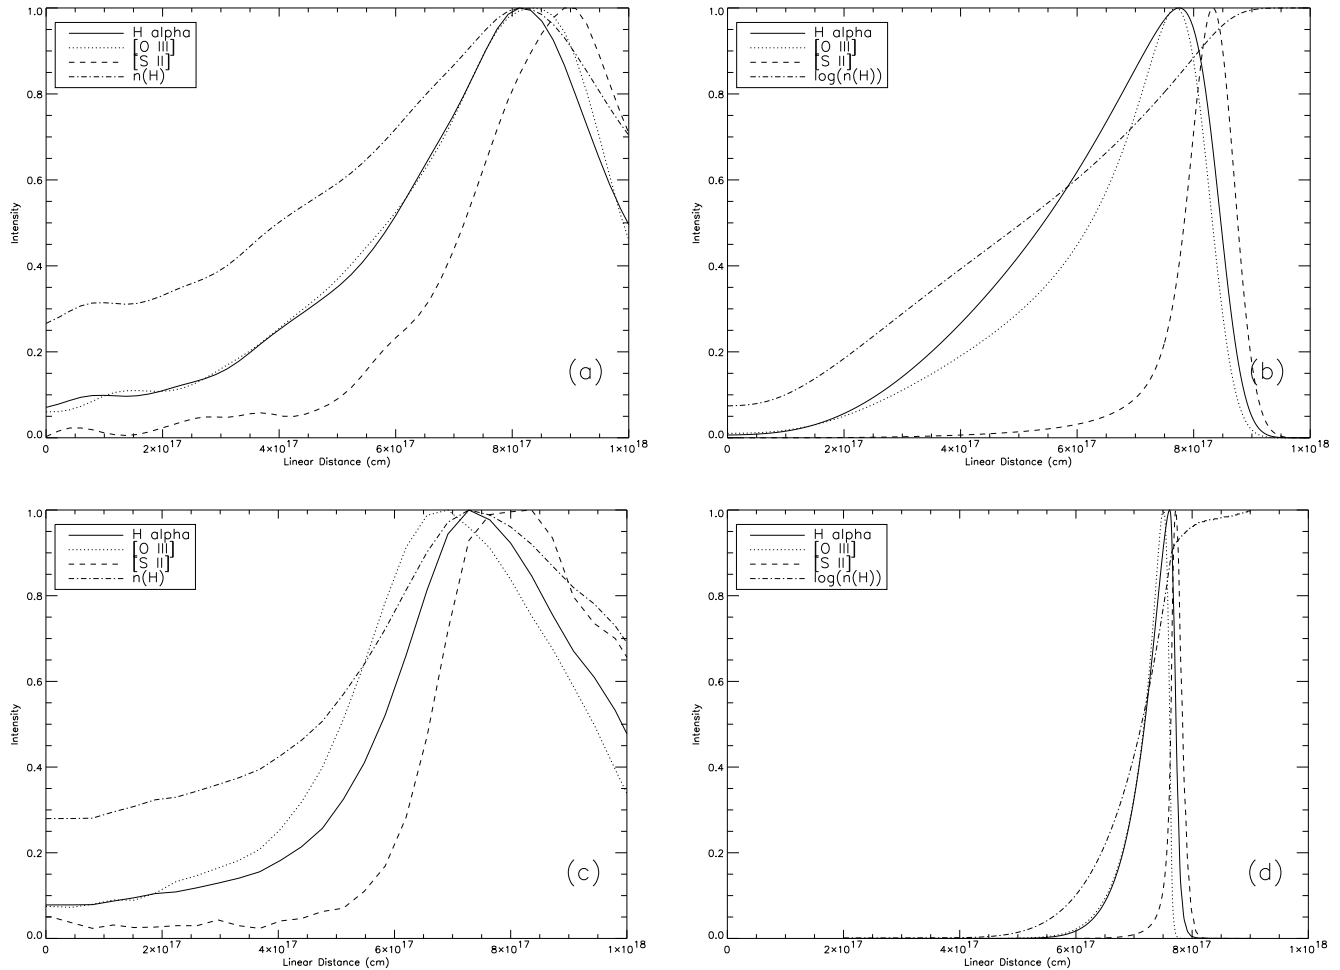 1.0
0.8
0.6
0.4
0.2
0.0
Intensity
H alpha
[O III]
[S II]
n(H)
(a)
0 2×10^17 4×10^17 6×10^17 8×10^17 1×10^18
Linear Distance (cm)
1.0
0.8
0.6
0.4
0.2
0.0
Intensity
H alpha
[O III]
[S II]
log(n(H))
(b)
0 2×10^17 4×10^17 6×10^17 8×10^17 1×10^18
Linear Distance (cm)
1.0
0.8
0.6
0.4
0.2
0.0
Intensity
H alpha
[O III]
[S II]
n(H)
(c)
0 2×10^17 4×10^17 6×10^17 8×10^17 1×10^18
Linear Distance (cm)
1.0
0.8
0.6
0.4
0.2
0.0
Intensity
H alpha
[O III]
[S II]
log(n(H))
(d)
0 2×10^17 4×10^17 6×10^17 8×10^17 1×10^18
Linear Distance (cm)